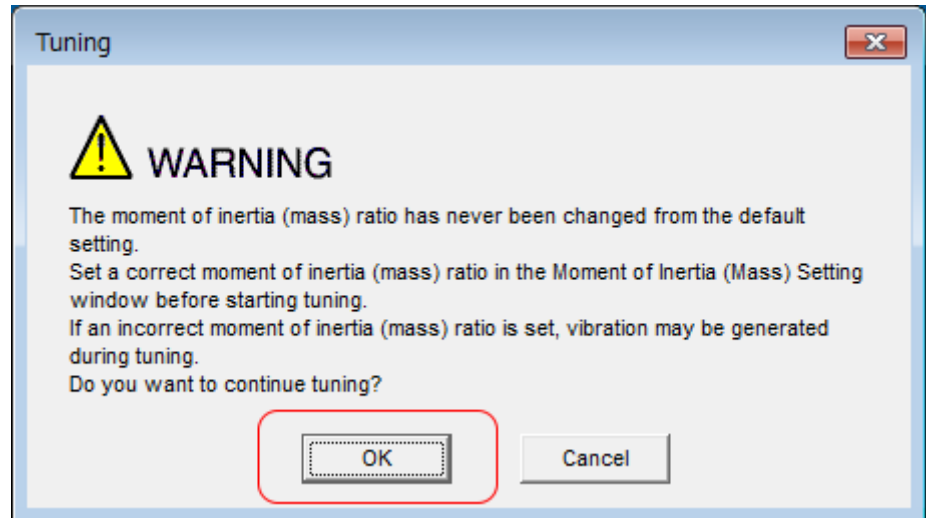 Tuning
WARNING
The moment of inertia (mass) ratio has never been changed from the default
setting.
Set a correct moment of inertia (mass) ratio in the Moment of Inertia (Mass) Setting
window before starting tuning.
If an incorrect moment of inertia (mass) ratio is set, vibration may be generated
during tuning.
Do you want to continue tuning?
OK
Cancel